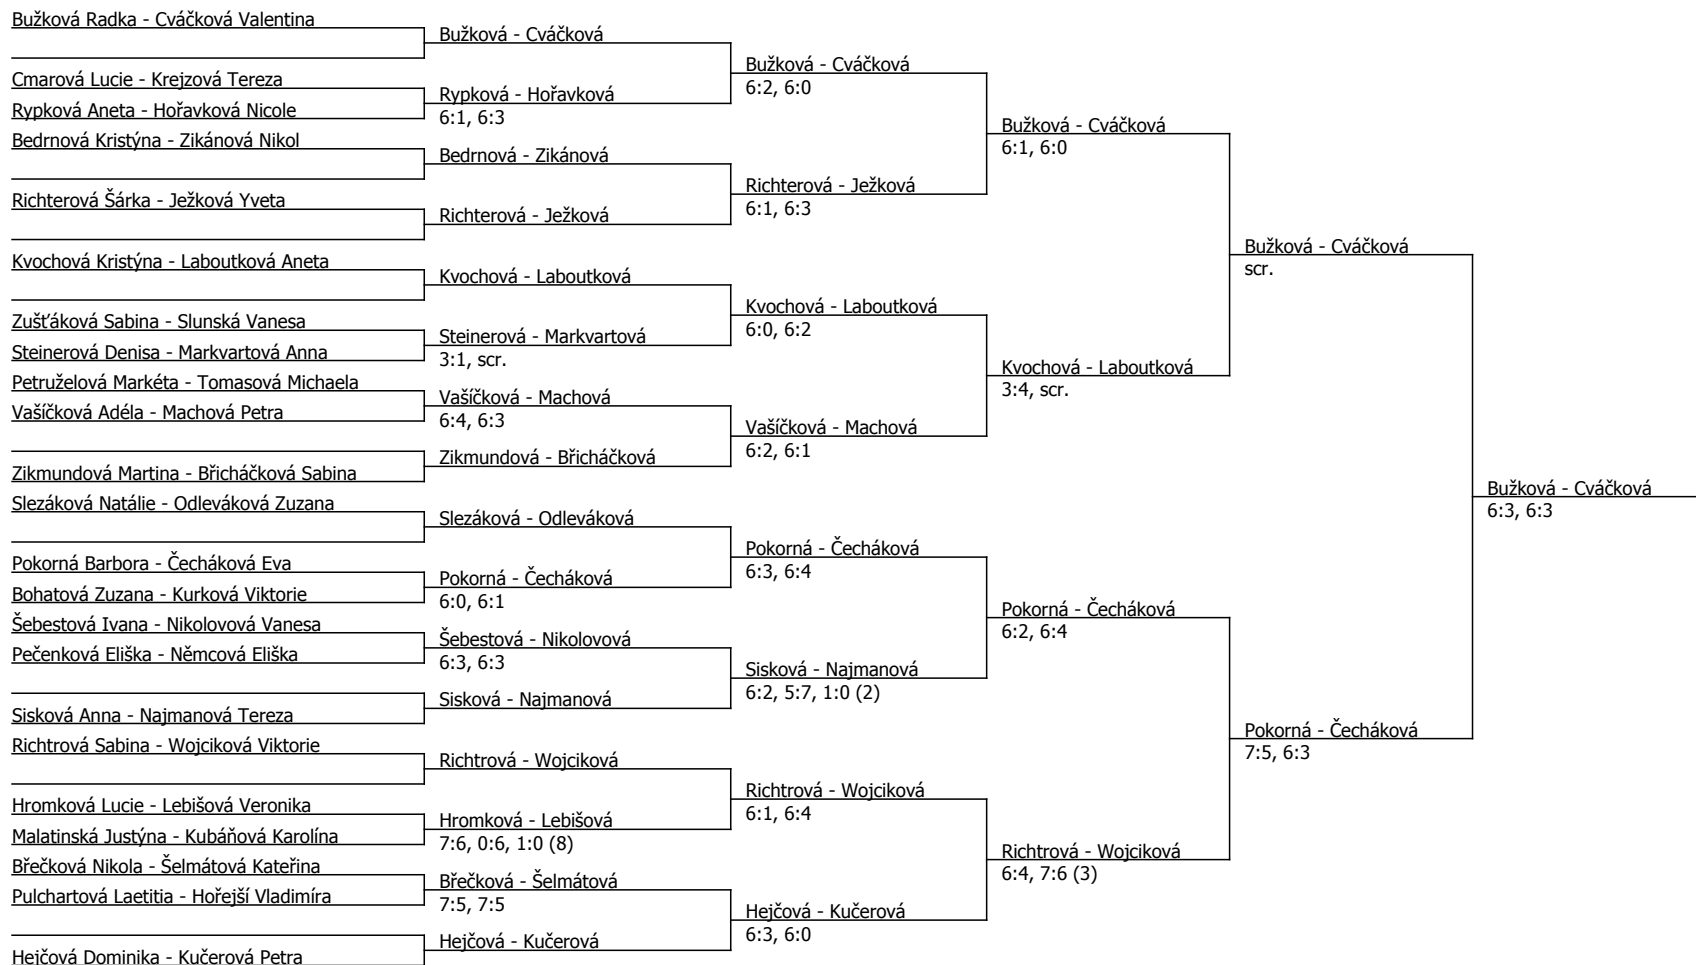 Bužková Radka - Cváčková Valentina
Cmarová Lucie - Krejzová Tereza
Rypková Aneta - Hořavková Nicole
Bedrnová Kristýna - Zikánová Nikol
Richterová Šárka - Ježková Yveta
Kvochová Kristýna - Laboutková Aneta
Zušťáková Sabina - Slunská Vanesa
Steinerová Denisa - Markvartová Anna
Petruželová Markéta - Tomasová Michaela
Vašíčková Adéla - Machová Petra
Zikmundová Martina - Břicháčková Sabina
Slezáková Natálie - Odleváková Zuzana
Pokorná Barbora - Čecháková Eva
Bohatová Zuzana - Kurková Viktorie
Šebestová Ivana - Nikolovová Vanesa
Pečenková Eliška - Němcová Eliška
Sisková Anna - Najmanová Tereza
Richtrová Sabina - Wojciková Viktorie
Hromková Lucie - Lebišová Veronika
Malatinská Justýna - Kubáňová Karolína
Břečková Nikola - Šelmátová Kateřina
Pulchartová Laetitia - Hořejší Vladimíra
Hejčová Dominika - Kučerová Petra
Bužková - Cváčková
Rypková - Hořavková
6:1, 6:3
Bedrnová - Zikánová
Richterová - Ježková
Kvochová - Laboutková
Steinerová - Markvartová
3:1, scr.
Vašíčková - Machová
6:4, 6:3
Zikmundová - Břicháčková
Slezáková - Odleváková
Pokorná - Čecháková
6:0, 6:1
Šebestová - Nikolovová
6:3, 6:3
Sisková - Najmanová
Richtrová - Wojciková
Hromková - Lebišová
7:6, 0:6, 1:0 (8)
Břečková - Šelmátová
7:5, 7:5
Hejčová - Kučerová
Bužková - Cváčková
6:2, 6:0
Richterová - Ježková
6:1, 6:3
Kvochová - Laboutková
6:0, 6:2
Vašíčková - Machová
6:2, 6:1
Pokorná - Čecháková
6:3, 6:4
Sisková - Najmanová
6:2, 5:7, 1:0 (2)
Richtrová - Wojciková
6:1, 6:4
Hejčová - Kučerová
6:3, 6:0
Bužková - Cváčková
6:1, 6:0
Kvochová - Laboutková
3:4, scr.
Pokorná - Čecháková
6:2, 6:4
Richtrová - Wojciková
6:4, 7:6 (3)
Bužková - Cváčková
scr.
Pokorná - Čecháková
7:5, 6:3
Bužková - Cváčková
6:3, 6:3